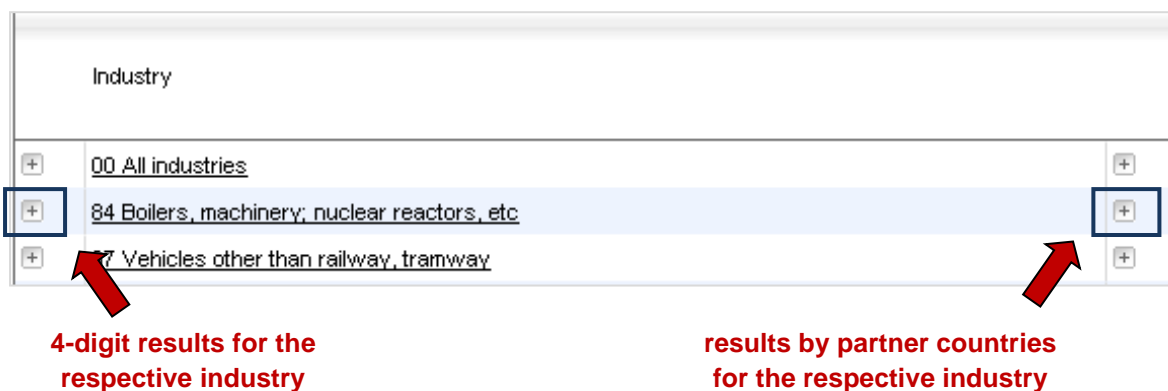 Industry
00 All industries
84 Boilers, machinery; nuclear reactors, etc
Vehicles other than railway, tramway
4-digit results for the
respective industry
results by partner countries
for the respective industry